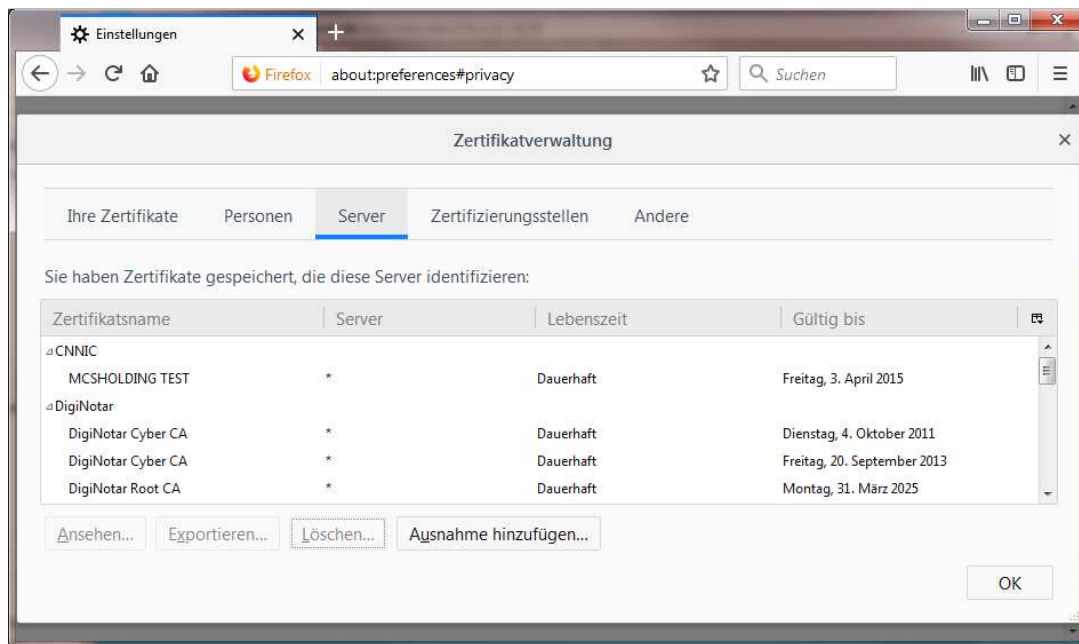 Einstellungen
Firefox about:preferences#privacy Suchen
Zertifikatverwaltung
Ihre Zertifikate Personen Server Zertifizierungsstellen Andere
Sie haben Zertifikate gespeichert, die diese Server identifizieren:
Zertifikatsname Server Lebenszeit Gültig bis
CNNIC
MCSHOLDING TEST * Dauerhaft Freitag, 3. April 2015
DigiNotar
DigiNotar Cyber CA * Dauerhaft Dienstag, 4. Oktober 2011
DigiNotar Cyber CA * Dauerhaft Freitag, 20. September 2013
DigiNotar Root CA * Dauerhaft Montag, 31. März 2025
Ansehen... Exportieren... Löschen... Ausnahme hinzufügen...
OK